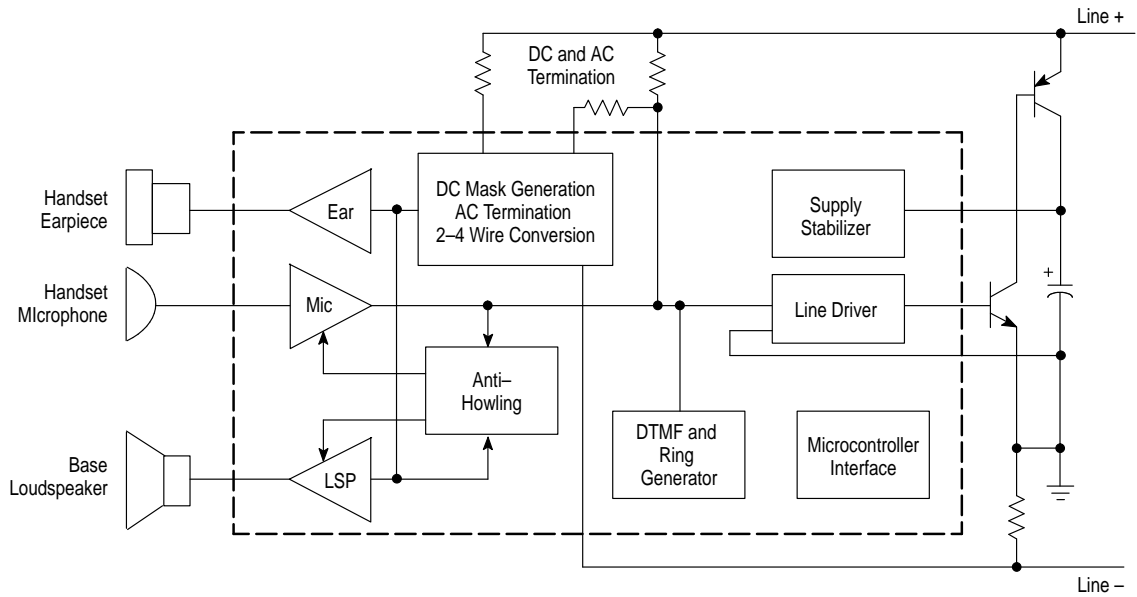 Line +
DC and AC
Termination
Handset
Earpiece
Ear
DC Mask Generation
AC Termination
2–4 Wire Conversion
Supply
Stabilizer
Handset
MIcrophone
Mic
Line Driver
+
Anti–
Howling
DTMF and
Ring
Generator
Microcontroller
Interface
Base
Loudspeaker
LSP
Line –